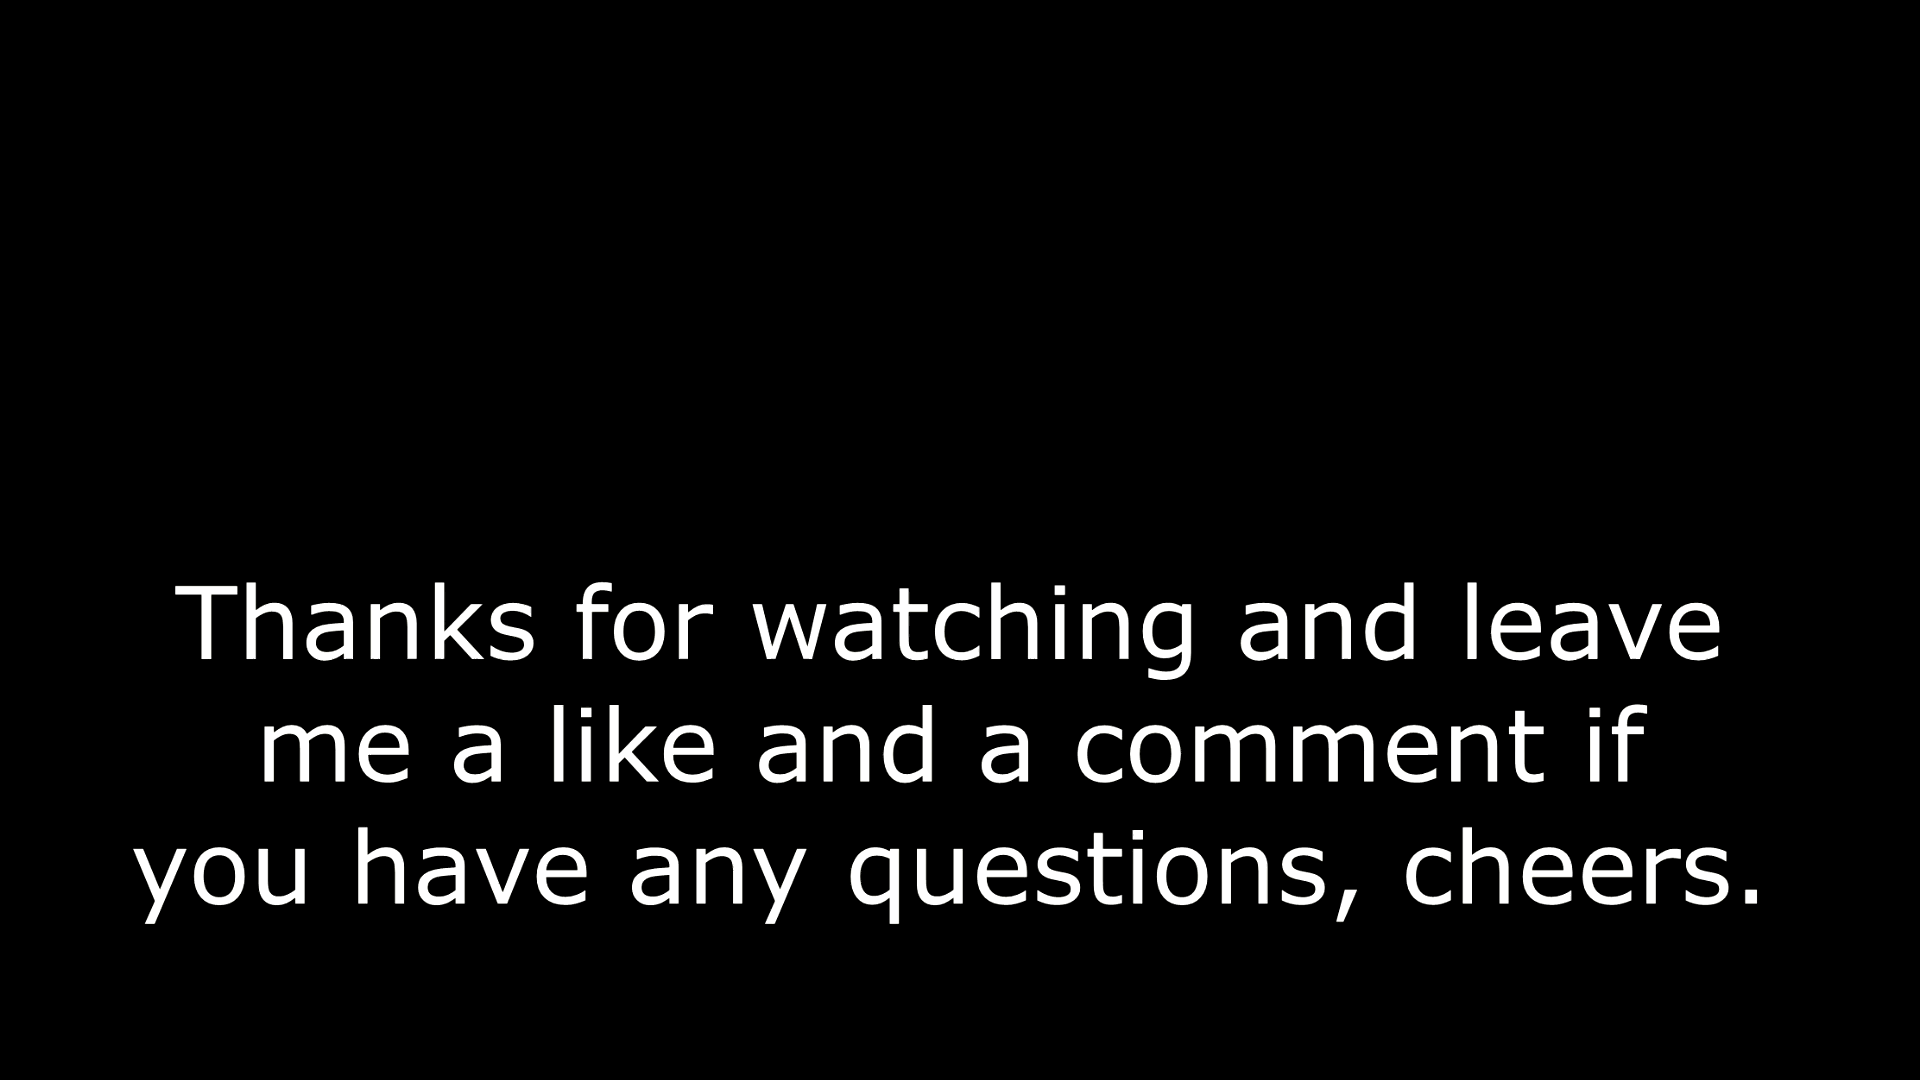 Thanks for watching and leave
me a like and a comment if
you have any questions, cheers.